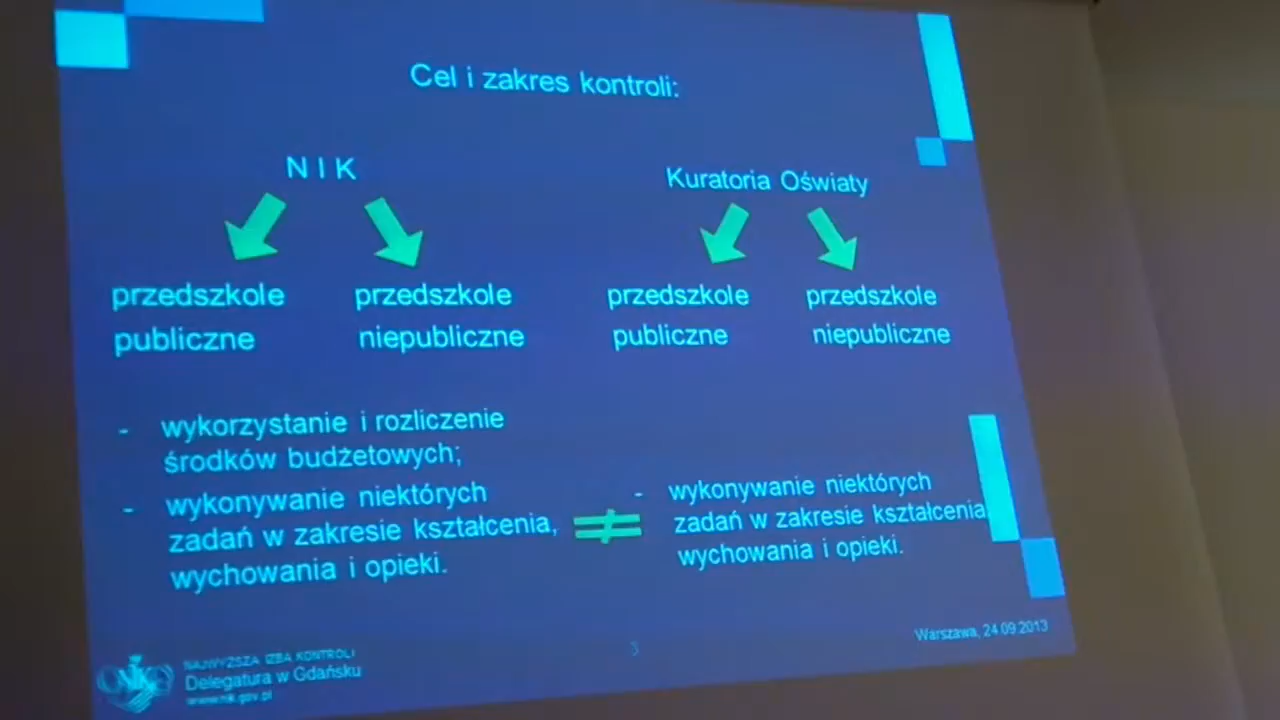 Cel i zakres kontroli:
N I K
Kuratoria Oświaty
przedszkole publiczne
przedszkole niepubliczne
przedszkole publiczne
przedszkole niepubliczne
- wykorzystanie i rozliczenie
środków budżetowych;
- wykonywanie niektórych
zadań w zakresie kształcenia,
wychowania i opieki.
≠
- wykonywanie niektórych
zadań w zakresie kształcenia
wychowania i opieki.
NIK
NAJWYŻSZA IZBA KONTROLI
Delegatura w Gdańsku
www.nik.gov.pl
3
Warszawa, 24.09.2013